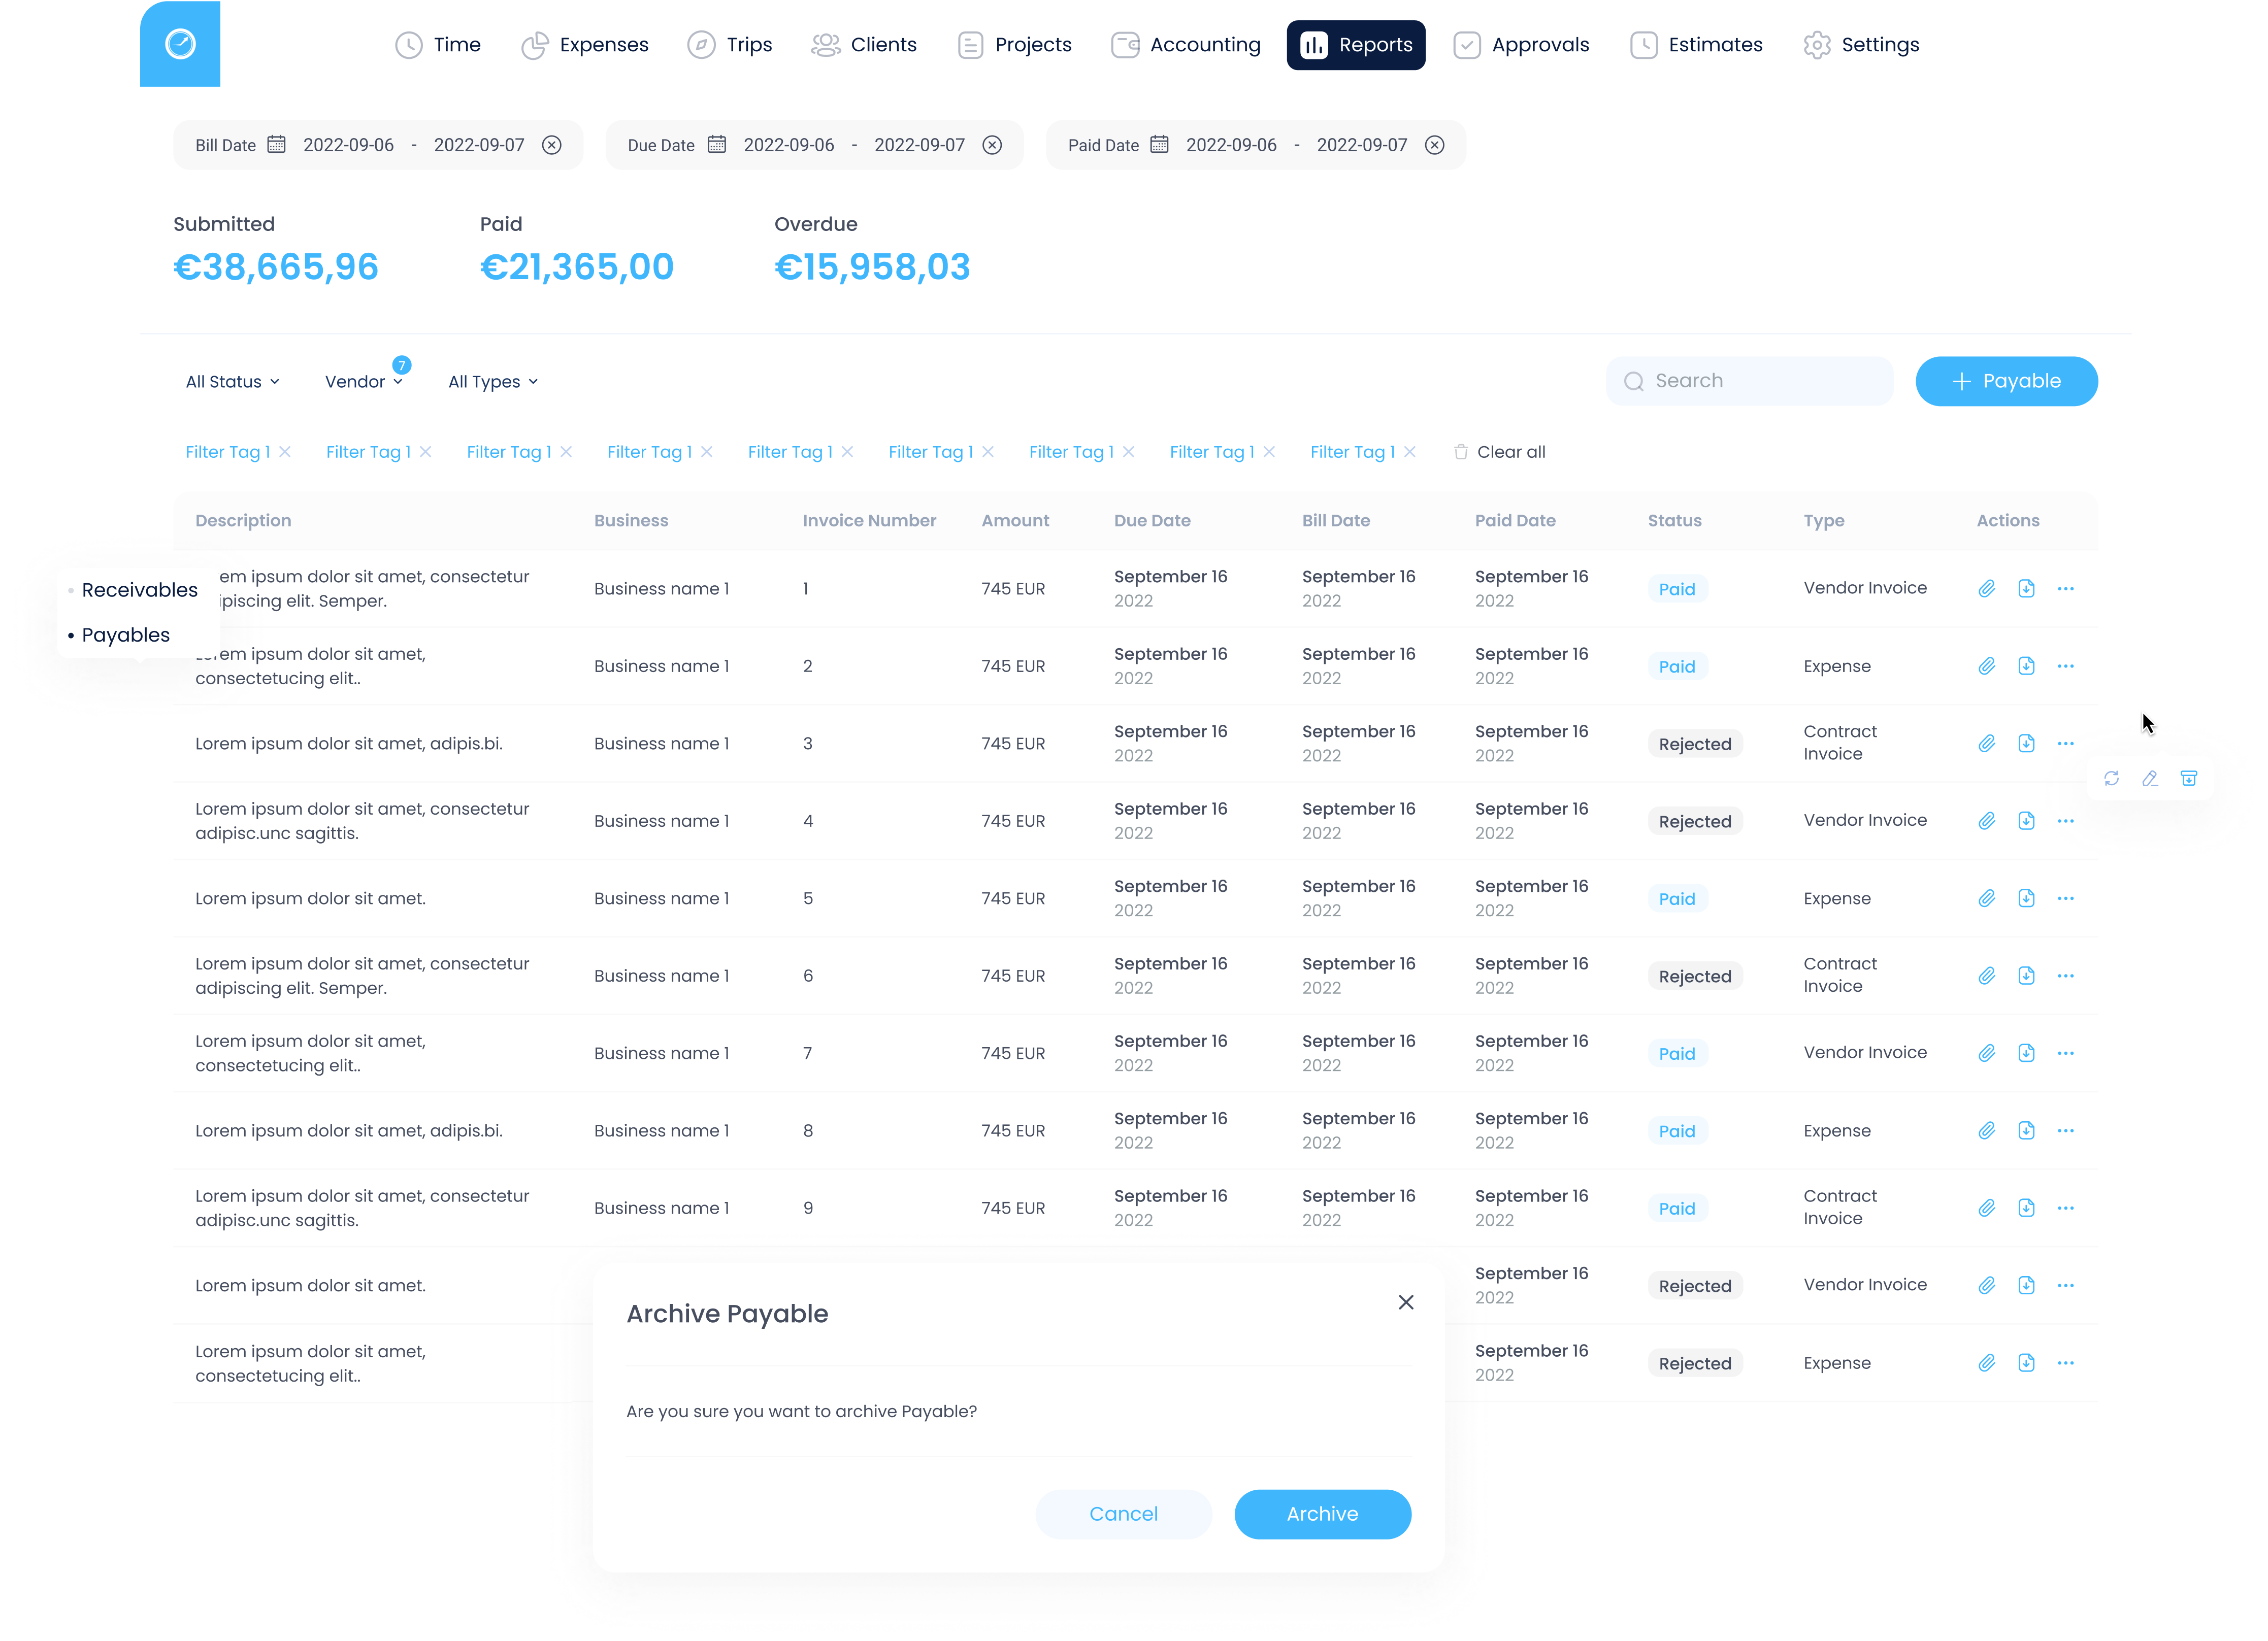 Time Expenses Trips Clients Projects Accounting Reports Approvals Estimates Settings
Bill Date 2022-09-06 - 2022-09-07 Due Date 2022-09-06 - 2022-09-07 Paid Date 2022-09-06 - 2022-09-07
Submitted Paid Overdue
€38,665,96 €21,365,00 €15,958,03
7
All Status Vendor All Types Search Payable
Filter Tag 1 Filter Tag 1 Filter Tag 1 Filter Tag 1 Filter Tag 1 Filter Tag 1 Filter Tag 1 Filter Tag 1 Filter Tag 1 Clear all
Description Business Invoice Number Amount Due Date Bill Date Paid Date Status Type Actions
Receivables
Payables
em ipsum dolor sit amet, consectetur
ipiscing elit. Semper.
Business name 1 1 745 EUR
September 16 September 16 September 16
2022 2022 2022
Paid Vendor Invoice
Lorem ipsum dolor sit amet,
consectetucing elit..
Business name 1 2 745 EUR
September 16 September 16 September 16
2022 2022 2022
Paid Expense
Lorem ipsum dolor sit amet, adipis.bi.
Business name 1 3 745 EUR
September 16 September 16 September 16
2022 2022 2022
Rejected
Contract
Invoice
Lorem ipsum dolor sit amet, consectetur
adipisc.unc sagittis.
Business name 1 4 745 EUR
September 16 September 16 September 16
2022 2022 2022
Rejected Vendor Invoice
Lorem ipsum dolor sit amet.
Business name 1 5 745 EUR
September 16 September 16 September 16
2022 2022 2022
Paid Expense
Lorem ipsum dolor sit amet, consectetur
adipiscing elit. Semper.
Business name 1 6 745 EUR
September 16 September 16 September 16
2022 2022 2022
Rejected
Contract
Invoice
Lorem ipsum dolor sit amet,
consectetucing elit..
Business name 1 7 745 EUR
September 16 September 16 September 16
2022 2022 2022
Paid Vendor Invoice
Lorem ipsum dolor sit amet, adipis.bi.
Business name 1 8 745 EUR
September 16 September 16 September 16
2022 2022 2022
Paid Expense
Lorem ipsum dolor sit amet, consectetur
adipisc.unc sagittis.
Business name 1 9 745 EUR
September 16 September 16 September 16
2022 2022 2022
Paid
Contract
Invoice
Lorem ipsum dolor sit amet.
September 16
2022
Rejected Vendor Invoice
Lorem ipsum dolor sit amet,
consectetucing elit..
September 16
2022
Rejected Expense
Archive Payable
Are you sure you want to archive Payable?
Cancel Archive